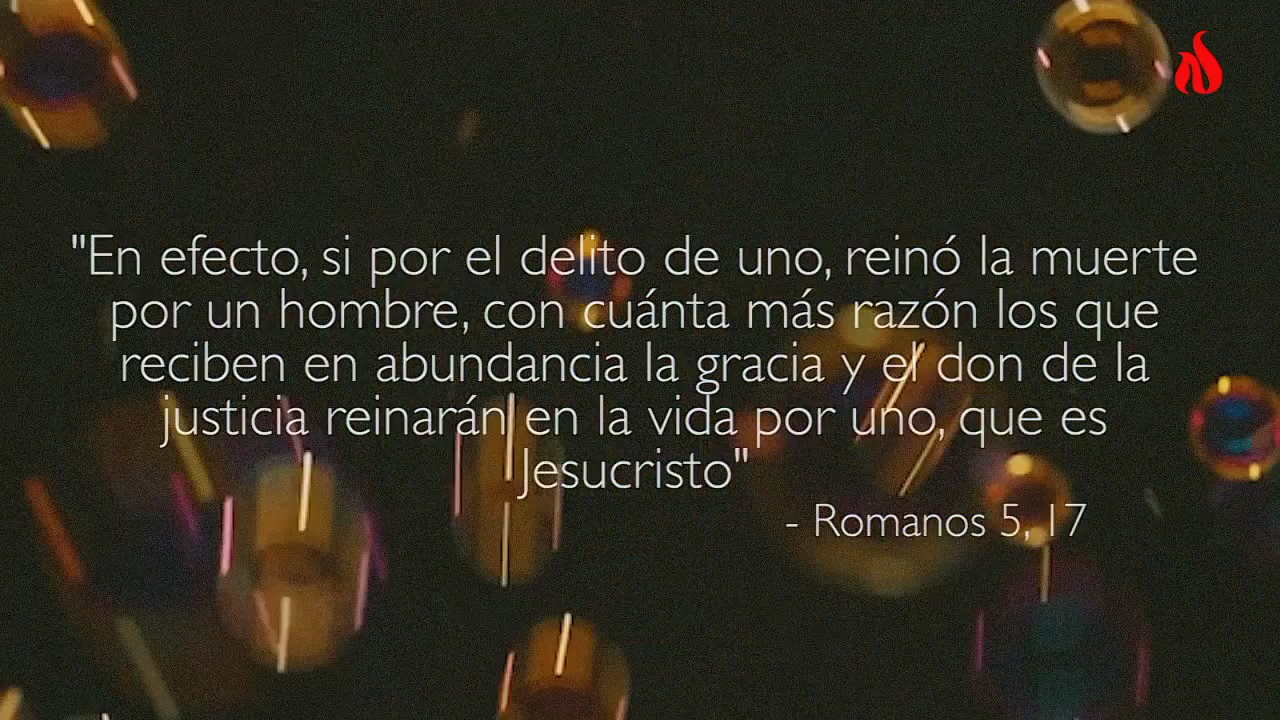 "En efecto, si por el delito de uno, reinó la muerte
por un hombre, con cuánta más razón los que
reciben en abundancia la gracia y el don de la
justicia reinarán en la vida por uno, que es
Jesucristo"
- Romanos 5, 17